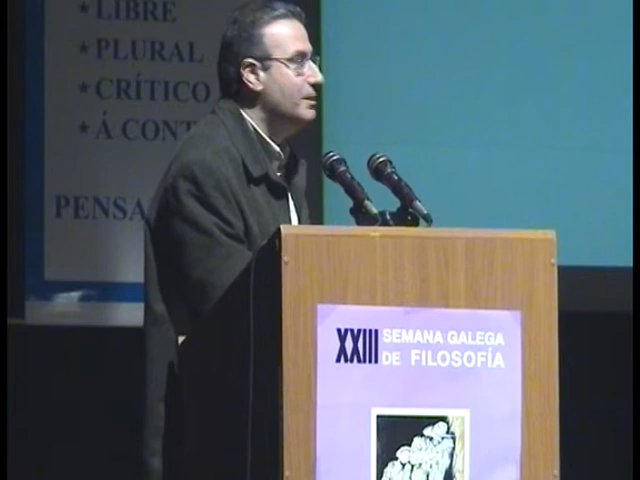 * LIBRE
* PLURAL
* CRÍTICO
* Á CONT
PENSA
XXIII SEMANA GALEGA
DE FILOSOFÍA